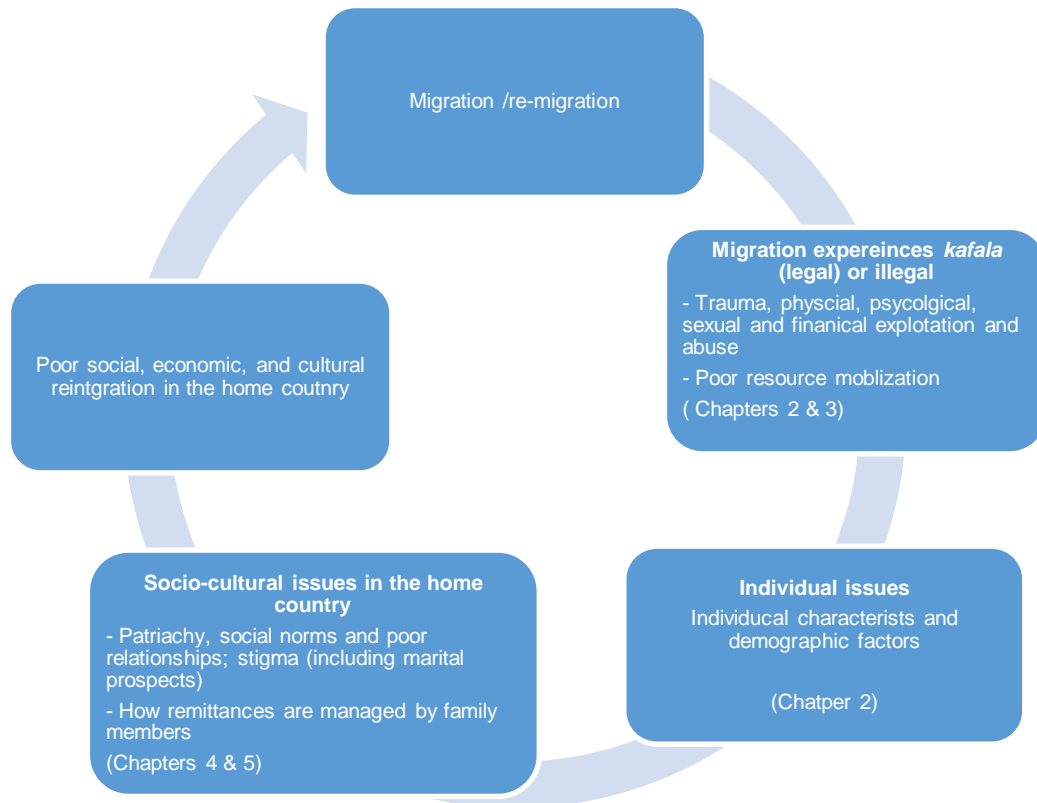 Migration /re-migration
Migration expereinces kafala
(legal) or illegal
- Trauma, physcial, psycolgical,
sexual and finanical explotation and
abuse
- Poor resource moblization
( Chapters 2 & 3)
Individual issues
Individucal characterists and
demographic factors
(Chatper 2)
Socio-cultural issues in the home
country
- Patriachy, social norms and poor
relationships; stigma (including marital
prospects)
- How remittances are managed by family
members
(Chapters 4 & 5)
Poor social, economic, and cultural
reintgration in the home coutnry